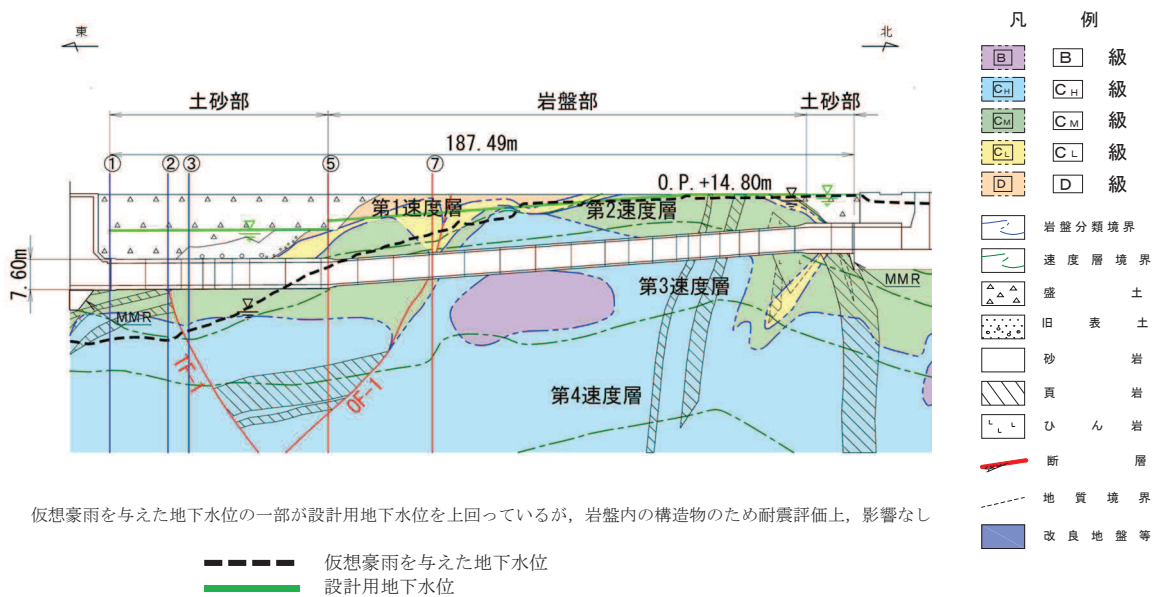 東
北
土砂部
岩盤部
土砂部
187.49m
①
②
③
⑤
⑦
O.P.+14.80m
第1速度層
第2速度層
7.60m
第3速度層
MMR
MMR
TF-1
OF-1
第4速度層
仮想豪雨を与えた地下水位の一部が設計用地下水位を上回っているが，岩盤内の構造物のため耐震評価上，影響なし
仮想豪雨を与えた地下水位
設計用地下水位
凡 例
B B 級
CH CH 級
CM CM 級
CL CL 級
D D 級
岩盤分類境界
速度層境界
盛 土
旧 表 土
砂 岩
頁 岩
ひ ん 岩
断 層
地 質 境 界
改 良 地 盤 等